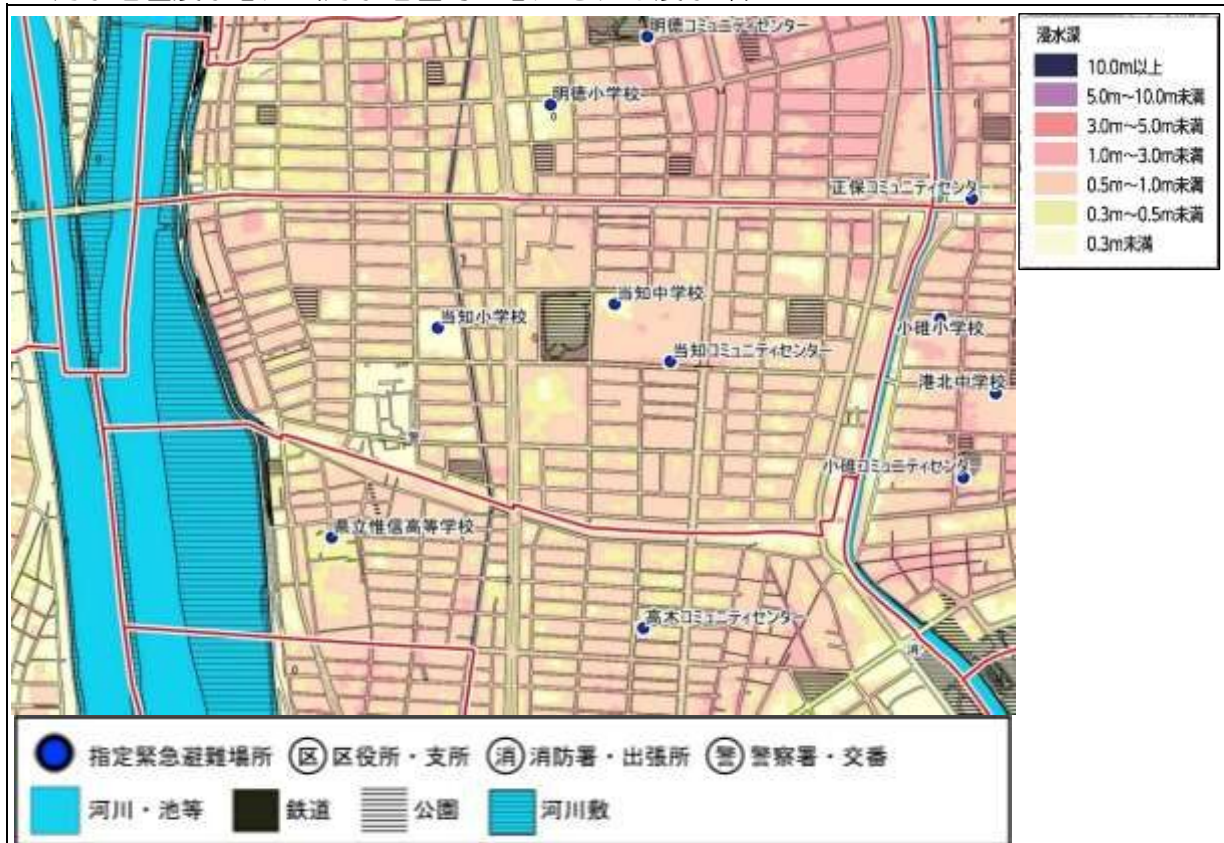 明徳コミュニティセンター
明徳小学校
正保コミュニティセンター
当知中学校
当知小学校
小碓小学校
当知コミュニティセンター
港北中学校
小碓コミュニティセンタ
県立惟信高等学校
高木コミュニティセンター
消
浸水深
10.0m以上
5.0m～10.0m未満
3.0m～5.0m未満
1.0m～3.0m未満
0.5m～1.0m未満
0.3m～0.5m未満
0.3m未満
指定緊急避難場所 区 区役所・支所 消 消防署・出張所 警 警察署・交番
河川・池等 鉄道 公園 河川敷